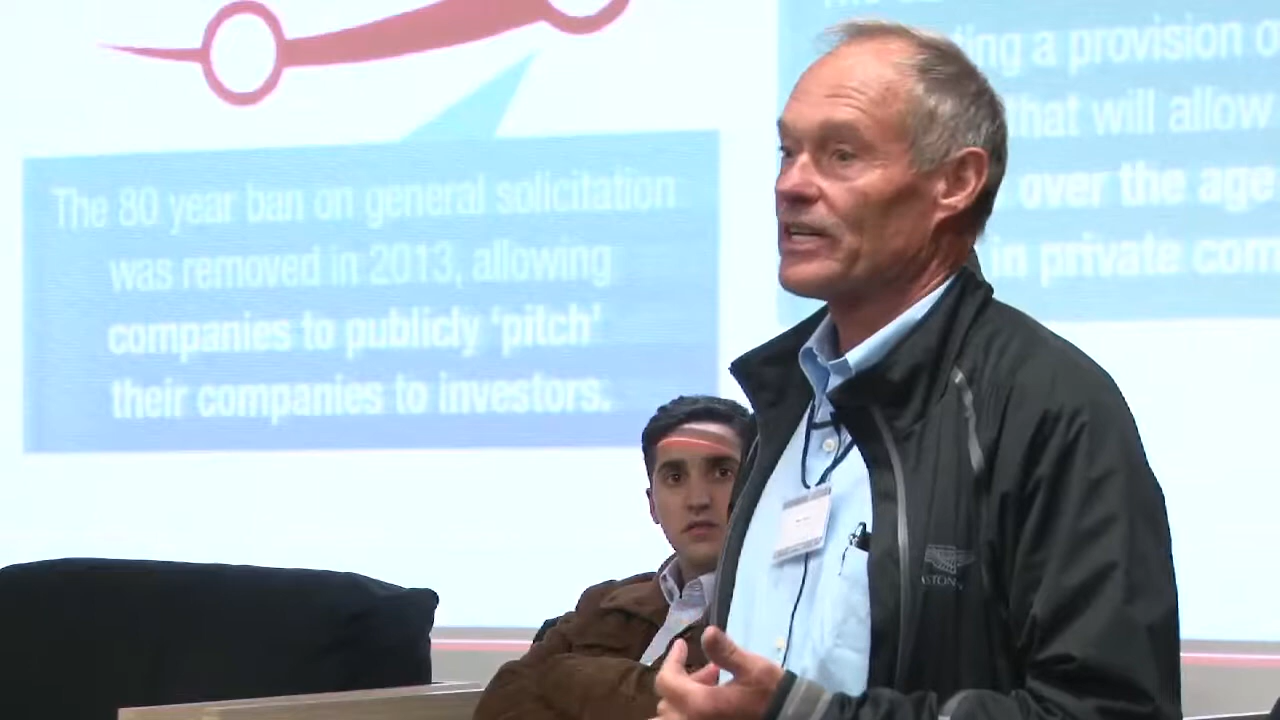 The 80 year ban on general solicitation
was removed in 2013, allowing
companies to publicly 'pitch'
their companies to investors.
a provision
that will allow
over the age
in private